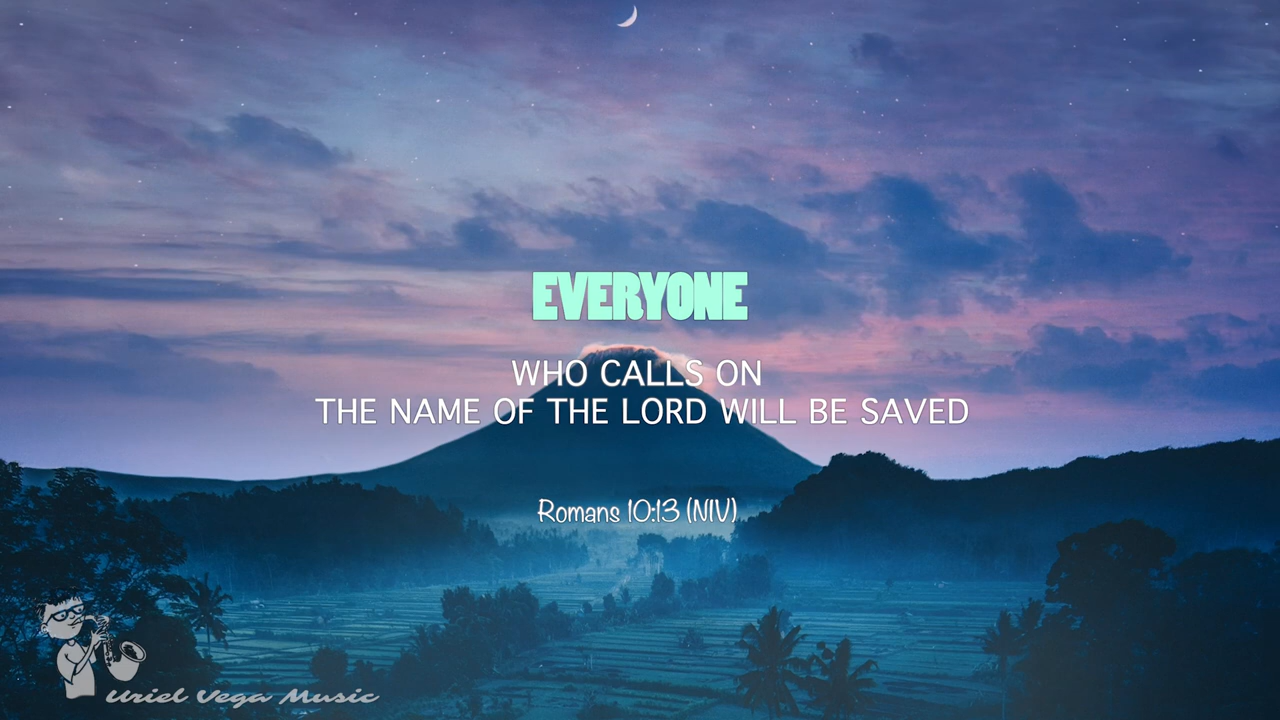 EVERYONE
WHO CALLS ON
THE NAME OF THE LORD WILL BE SAVED
Romans 10:13 (NIV)
Uriel Vega Music